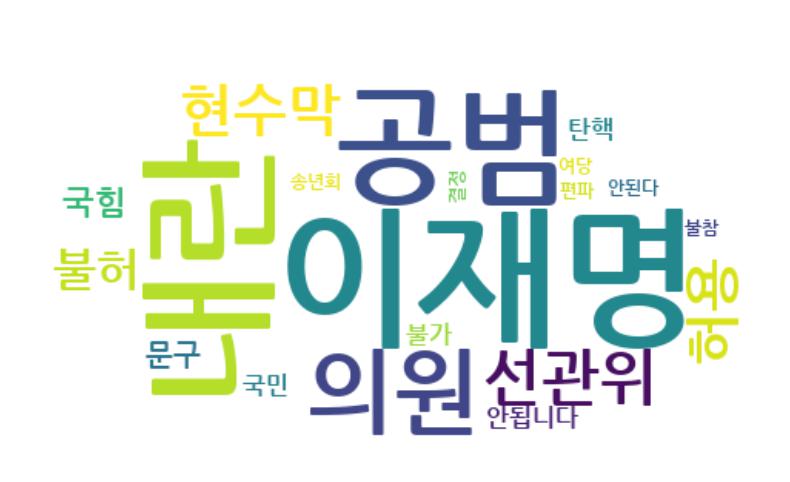 현수막
공범
탄핵
내란
송년회
결정
여당
편파
안된다
국힘
이재명
불참
불허
허용
불가
문구
국민
의원
선관위
안됩니다